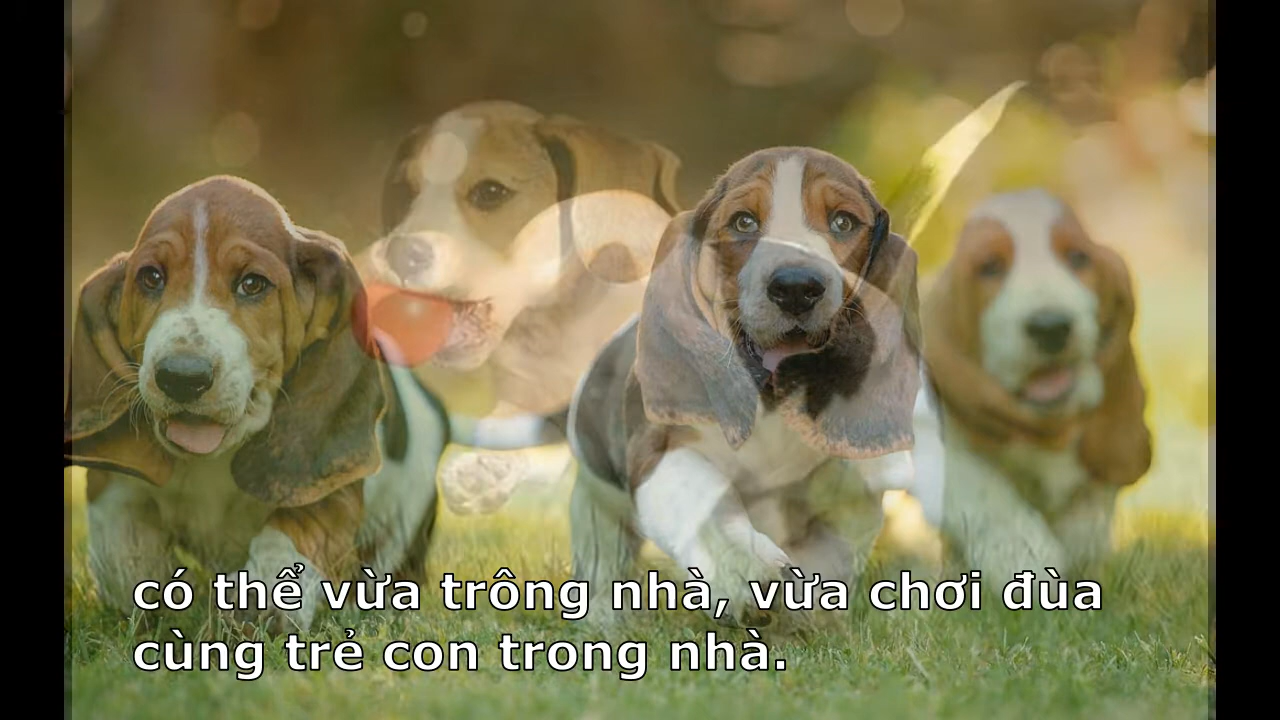 có thể vừa trông nhà, vừa chơi đùa
cùng trẻ con trong nhà.